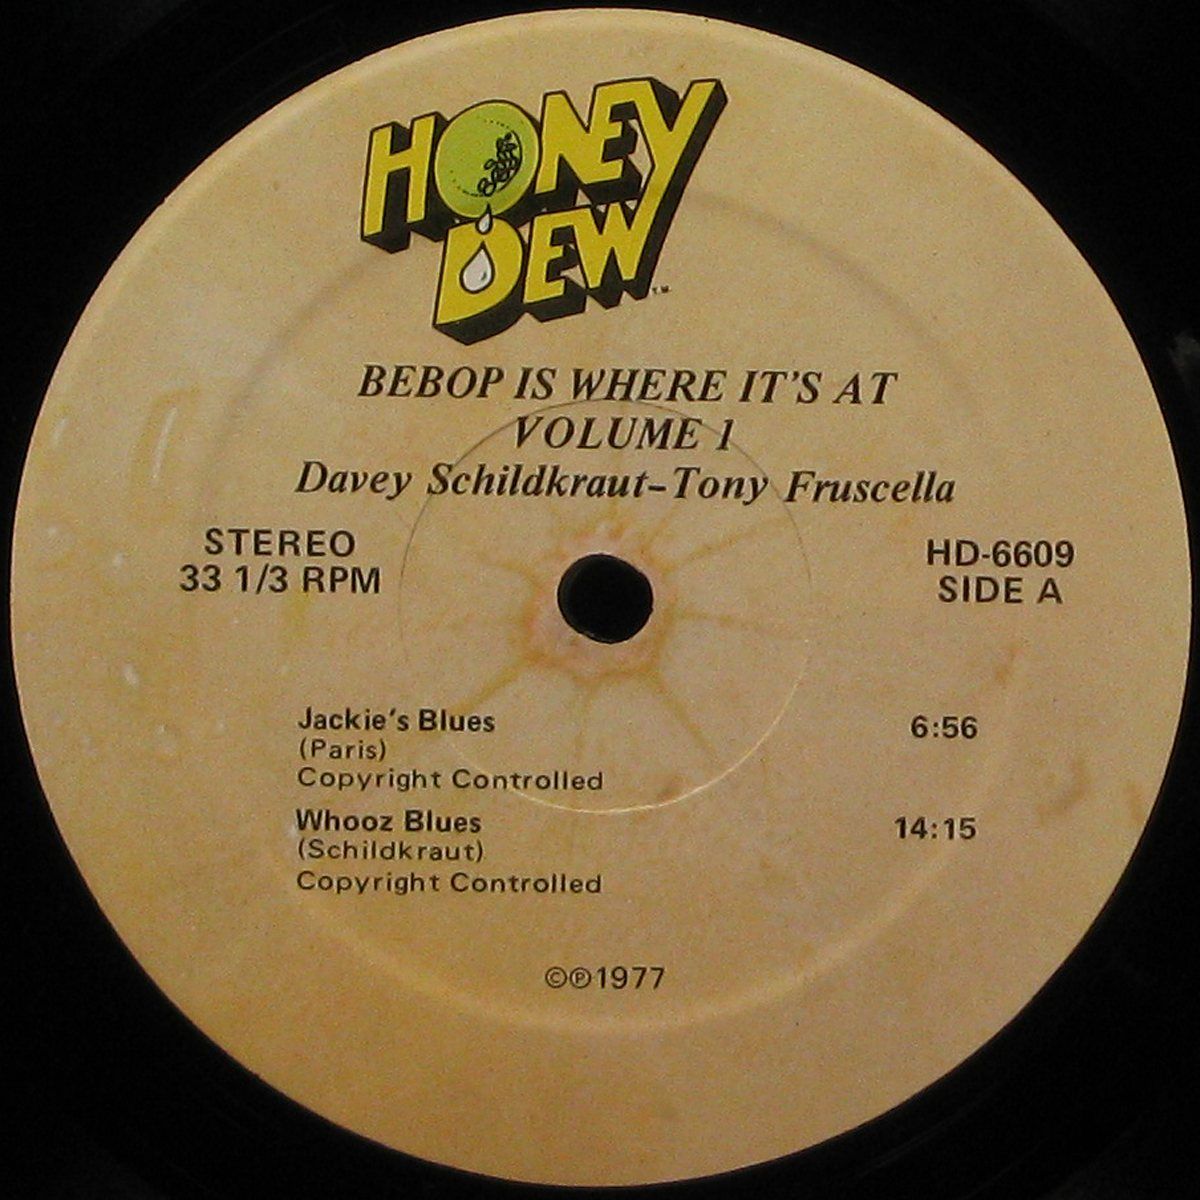 HONEY
DEW
T.M.
BEBOP IS WHERE IT'S AT
VOLUME 1
Davey Schildkraut-Tony Fruscella
STEREO
33 1/3 RPM
HD-6609
SIDE A
Jackie's Blues 6:56
(Paris)
Copyright Controlled
Whooz Blues 14:15
(Schildkraut)
Copyright Controlled
©℗1977